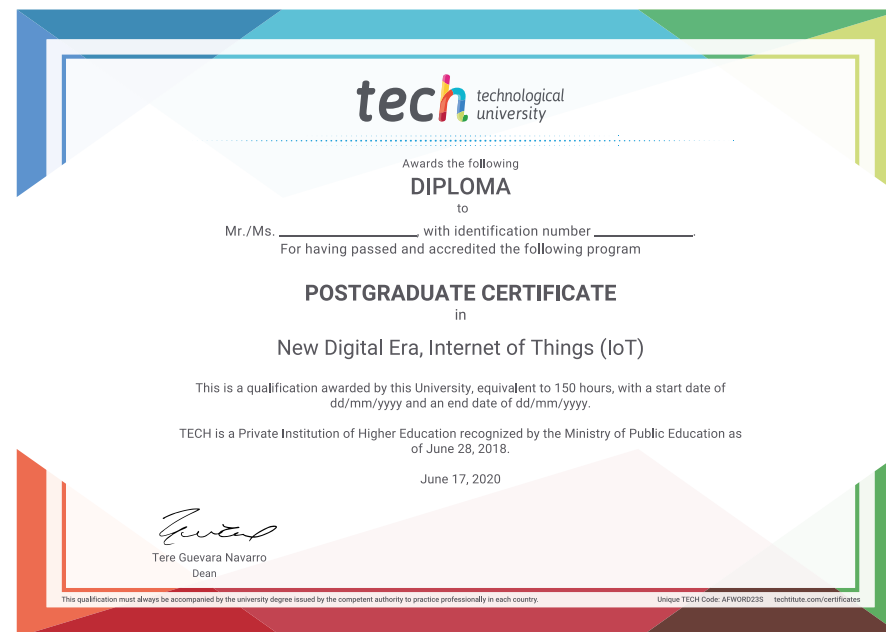 tech technological
university
Awards the following
DIPLOMA
to
Mr./Ms. ____________, with identification number ____________.
For having passed and accredited the following program
POSTGRADUATE CERTIFICATE
in
New Digital Era, Internet of Things (IoT)
This is a qualification awarded by this University, equivalent to 150 hours, with a start date of
dd/mm/yyyy and an end date of dd/mm/yyyy.
TECH is a Private Institution of Higher Education recognized by the Ministry of Public Education as
of June 28, 2018.
June 17, 2020
Tere Guevara Navarro
Dean
This qualification must always be accompanied by the university degree issued by the competent authority to practice professionally in each country. Unique TECH Code: AFWORD23S techtitute.com/certificates